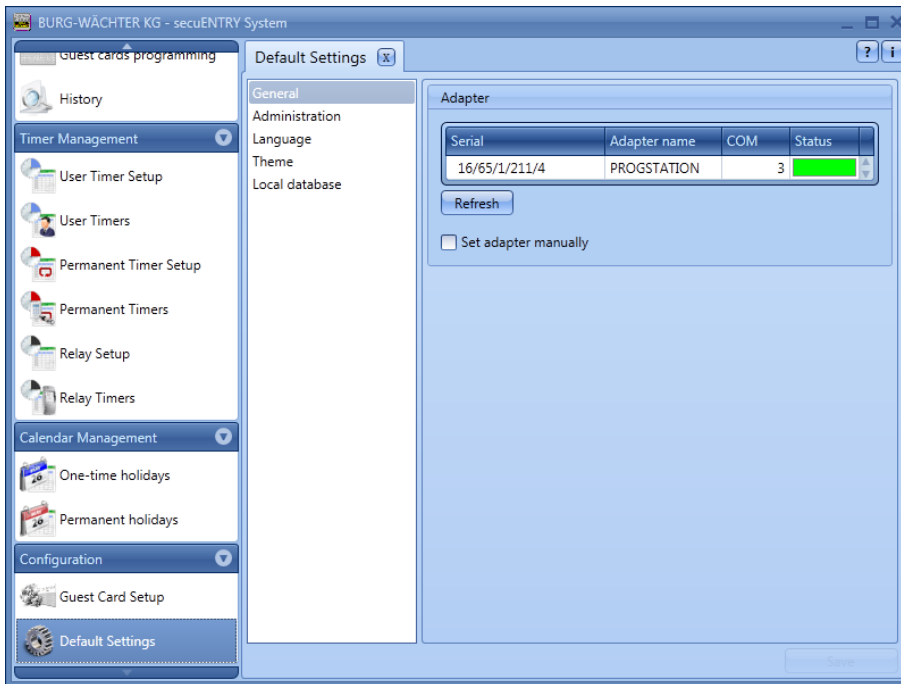 BURG-WÄCHTER KG - secuENTRY System
Guest cards programming
History
Timer Management
User Timer Setup
User Timers
Permanent Timer Setup
Permanent Timers
Relay Setup
Relay Timers
Calendar Management
One-time holidays
Permanent holidays
Configuration
Guest Card Setup
Default Settings
Default Settings x
? i
General
Administration
Language
Theme
Local database
Adapter
Serial Adapter name COM Status
16/65/1/211/4 PROGSTATION 3
Refresh
Set adapter manually
Save